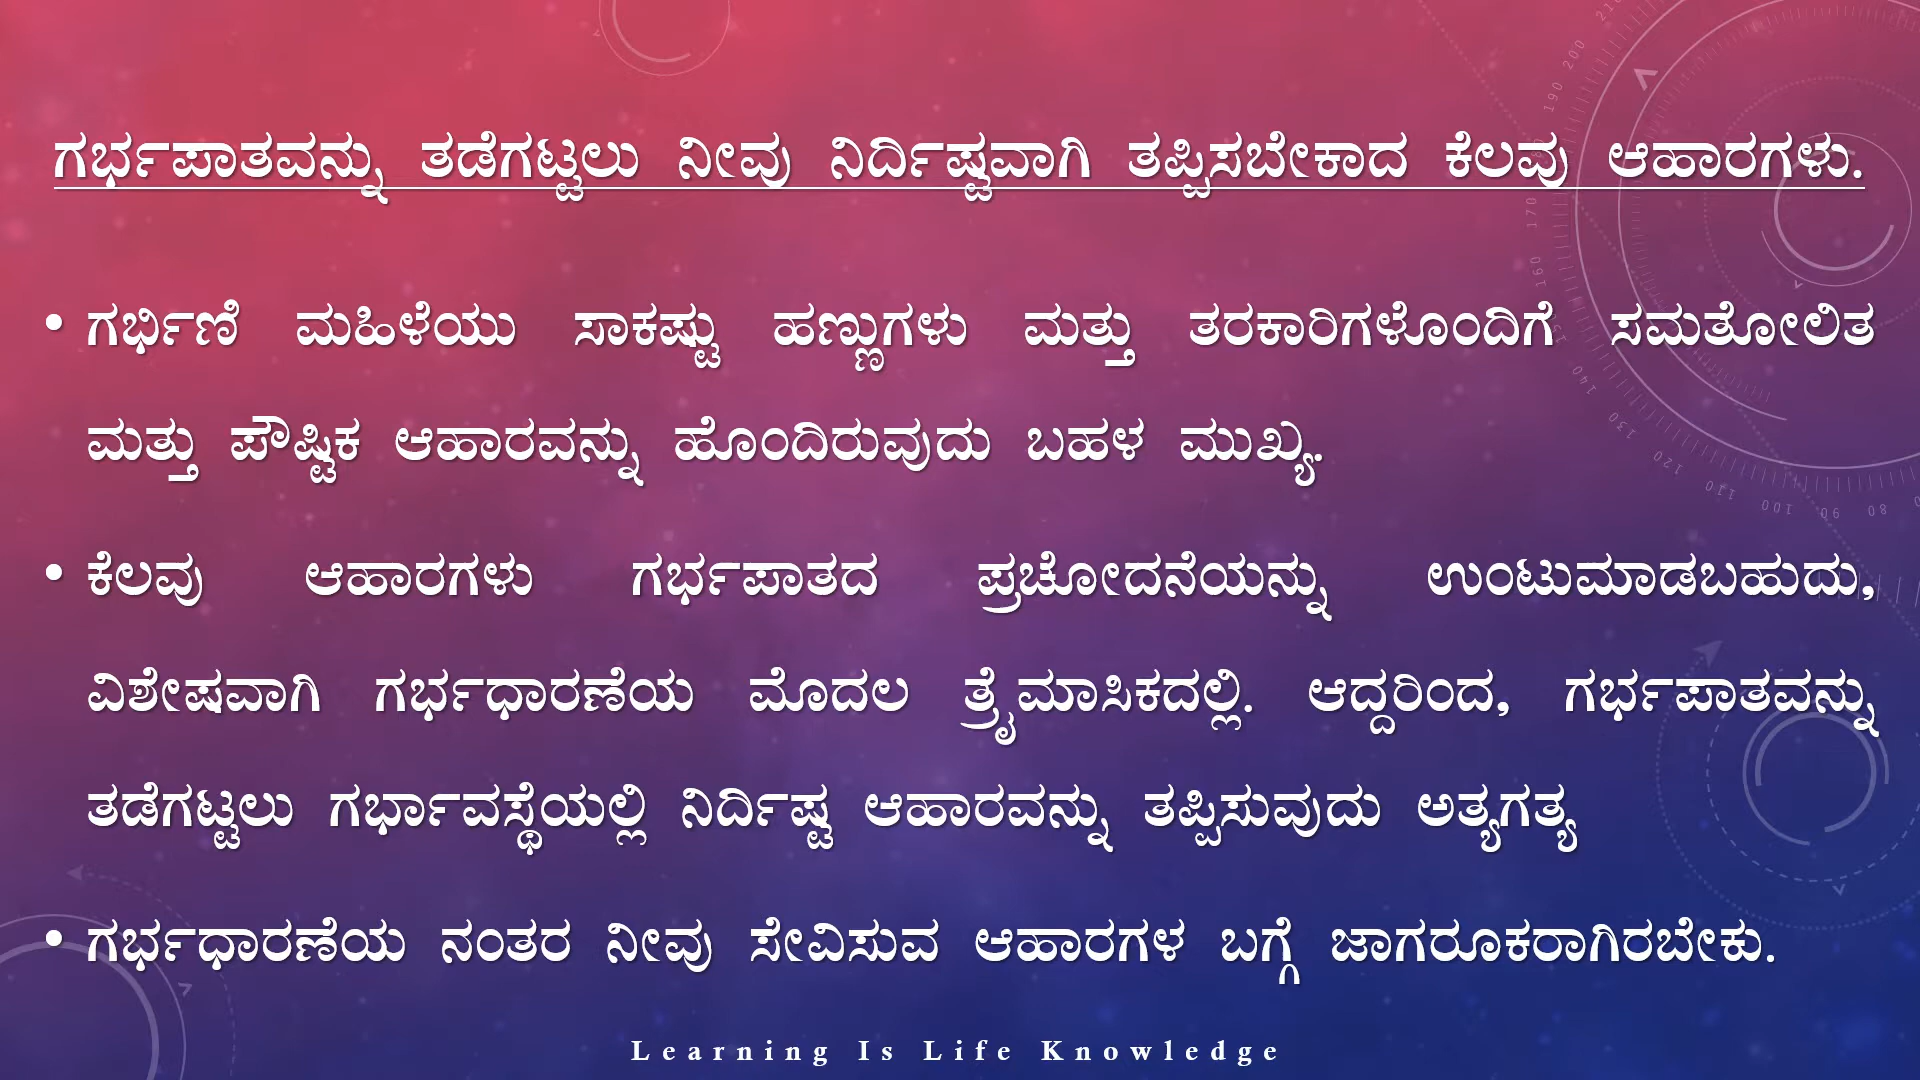 ಗರ್ಭಪಾತವನ್ನು ತಡೆಗಟ್ಟಲು ನೀವು ನಿರ್ದಿಷ್ಟವಾಗಿ ತಪ್ಪಿಸಬೇಕಾದ ಕೆಲವು ಆಹಾರಗಳು.
• ಗರ್ಭಿಣಿ ಮಹಿಳೆಯು ಸಾಕಷ್ಟು ಹಣ್ಣುಗಳು ಮತ್ತು ತರಕಾರಿಗಳೊಂದಿಗೆ ಸಮತೋಲಿತ
ಮತ್ತು ಪೌಷ್ಟಿಕ ಆಹಾರವನ್ನು ಹೊಂದಿರುವುದು ಬಹಳ ಮುಖ್ಯ.
• ಕೆಲವು ಆಹಾರಗಳು ಗರ್ಭಪಾತದ ಪ್ರಚೋದನೆಯನ್ನು ಉಂಟುಮಾಡಬಹುದು,
ವಿಶೇಷವಾಗಿ ಗರ್ಭಧಾರಣೆಯ ಮೊದಲ ತ್ರೈಮಾಸಿಕದಲ್ಲಿ. ಆದ್ದರಿಂದ, ಗರ್ಭಪಾತವನ್ನು
ತಡೆಗಟ್ಟಲು ಗರ್ಭಾವಸ್ಥೆಯಲ್ಲಿ ನಿರ್ದಿಷ್ಟ ಆಹಾರವನ್ನು ತಪ್ಪಿಸುವುದು ಅತ್ಯಗತ್ಯ
• ಗರ್ಭಧಾರಣೆಯ ನಂತರ ನೀವು ಸೇವಿಸುವ ಆಹಾರಗಳ ಬಗ್ಗೆ ಜಾಗರೂಕರಾಗಿರಬೇಕು.
Learning Is Life Knowledge